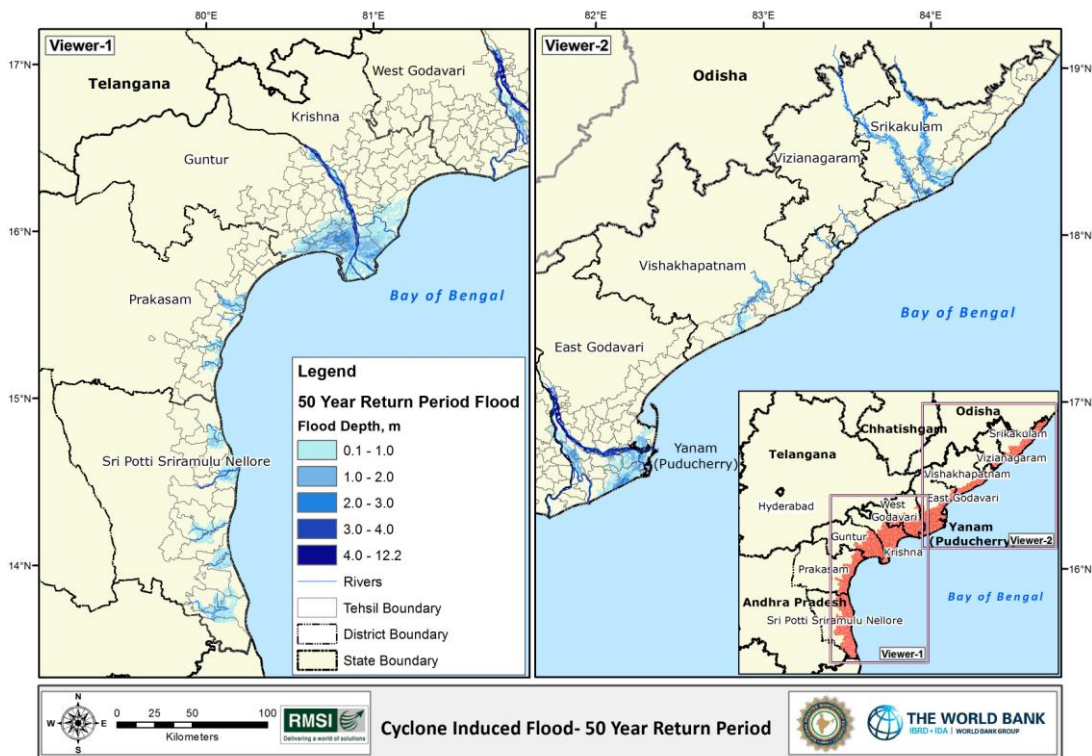 80°E
81°E
Viewer-1
17°N
Telangana
West Godavari
Krishna
Guntur
16°N
Prakasam
Bay of Bengal
15°N
Sri Potti Sriramulu Nellore
14°N
Legend
50 Year Return Period Flood
Flood Depth, m
0.1 - 1.0
1.0 - 2.0
2.0 - 3.0
3.0 - 4.0
4.0 - 12.2
Rivers
Tehsil Boundary
District Boundary
State Boundary
82°E
83°E
84°E
Viewer-2
19°N
Odisha
Srikakulam
Vizianagaram
18°N
Vishakhapatnam
Bay of Bengal
East Godavari
17°N
Yanam
(Puducherry)
16°N
Odisha
Chhatishgarh
Srikakulam
Telangana
Vizianagaram
Vishakhapatnam
East Godavari
Hyderabad
West
Godavari
Yanam
(Puducherry)
Viewer-2
Guntur
Krishna
Prakasam
Andhra Pradesh
Bay of Bengal
Sri Potti Sriramulu Nellore
Viewer-1
N
W
E
S
0 25 50 100
Kilometers
RMSI
Delivering a world of solutions
Cyclone Induced Flood- 50 Year Return Period
THE WORLD BANK
IBRD • IDA | WORLD BANK GROUP